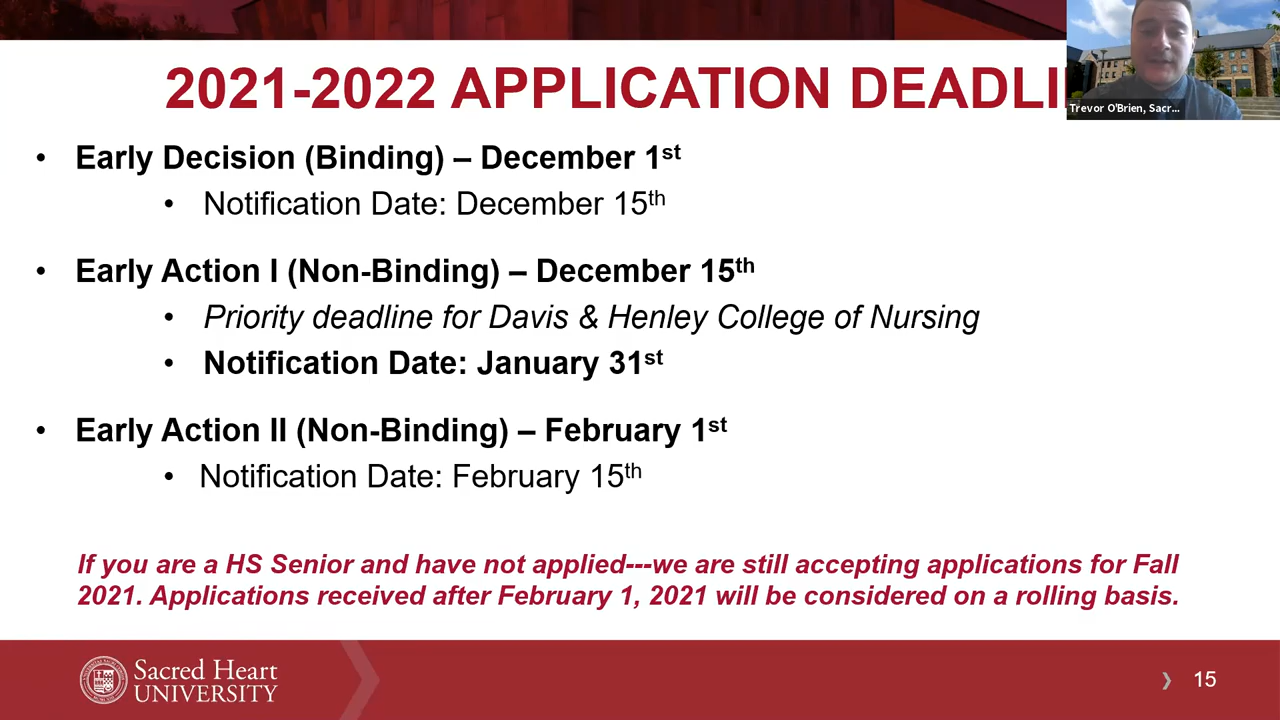 2021-2022 APPLICATION DEADLI
Trevor O'Brien, Sacr...
• Early Decision (Binding) – December 1st
• Notification Date: December 15th
• Early Action I (Non-Binding) – December 15th
• Priority deadline for Davis & Henley College of Nursing
• Notification Date: January 31st
• Early Action II (Non-Binding) – February 1st
• Notification Date: February 15th
If you are a HS Senior and have not applied---we are still accepting applications for Fall
2021. Applications received after February 1, 2021 will be considered on a rolling basis.
Sacred Heart
UNIVERSITY
❯ 15